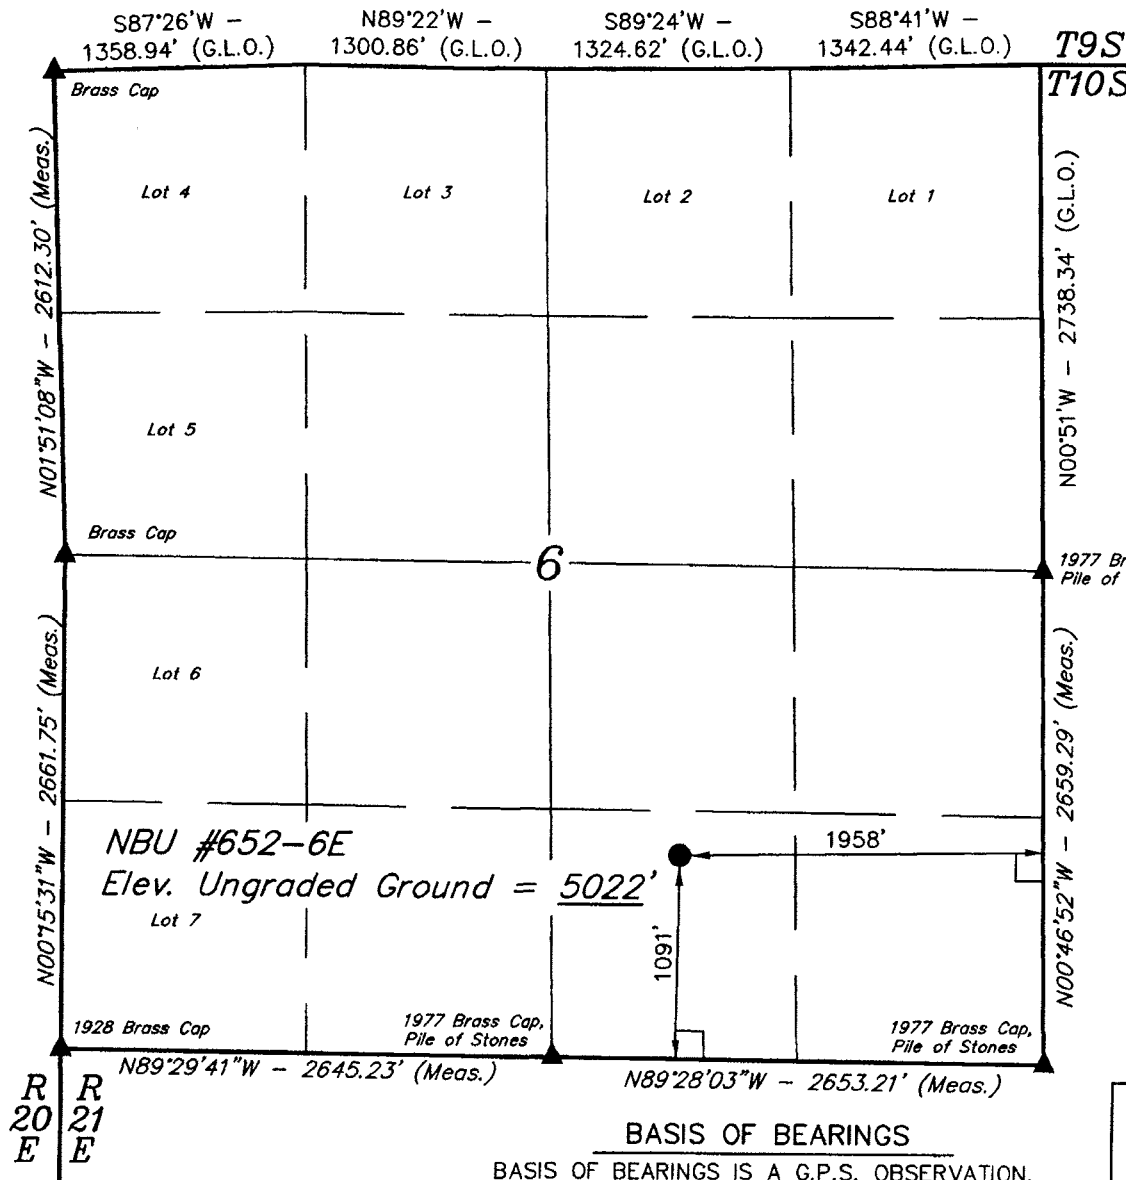 S87°26'W –
1358.94' (G.L.O.)
N89°22'W –
1300.86' (G.L.O.)
S89°24'W –
1324.62' (G.L.O.)
S88°41'W –
1342.44' (G.L.O.)
T9S
T10S
Brass Cap
Lot 4
Lot 3
Lot 2
Lot 1
N01°51'08"W – 2612.30' (Meas.)
N00°51'W – 2738.34' (G.L.O.)
Lot 5
Brass Cap
6
1977
Pile of
Lot 6
N00°15'31"W – 2661.75' (Meas.)
N00°46'52"W – 2659.29' (Meas.)
NBU #652–6E
Elev. Ungraded Ground = 5022'
1958'
1091'
Lot 7
1928 Brass Cap
1977 Brass Cap,
Pile of Stones
1977 Brass Cap,
Pile of Stones
N89°29'41"W – 2645.23' (Meas.)
N89°28'03"W – 2653.21' (Meas.)
R R
20 21
E E
BASIS OF BEARINGS
BASIS OF BEARINGS IS A G.P.S. OBSERVATION.